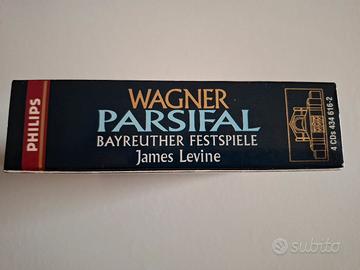 PHILIPS
WAGNER
PARSIFAL
BAYREUTHER FESTSPIELE
James Levine
4 CDs 434 616-2
subito